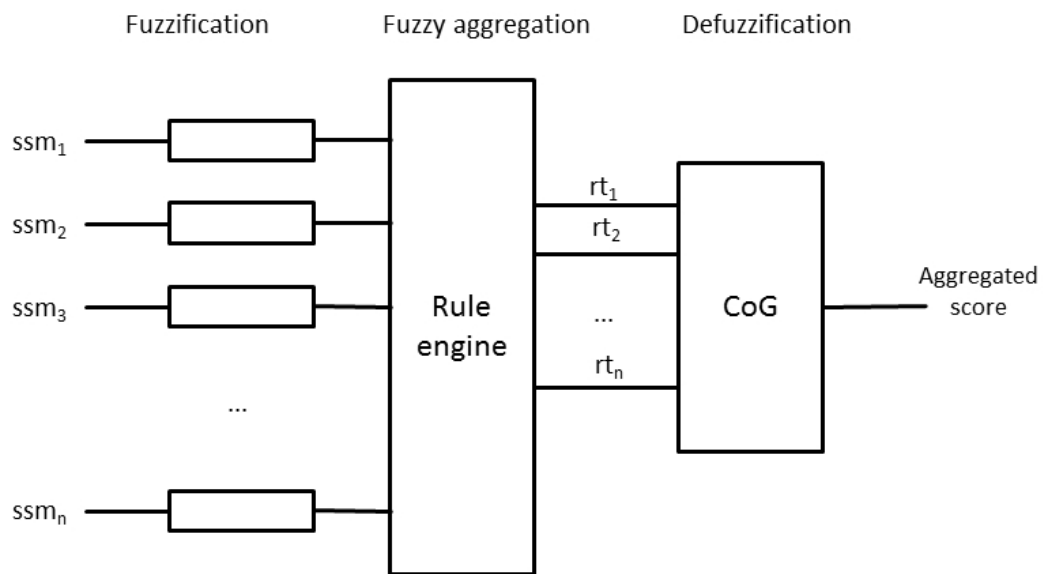 Fuzzification Fuzzy aggregation Defuzzification
ssm₁
ssm₂
ssm₃
...
ssmₙ
Rule
engine
rt₁
rt₂
...
rtₙ
CoG
Aggregated
score